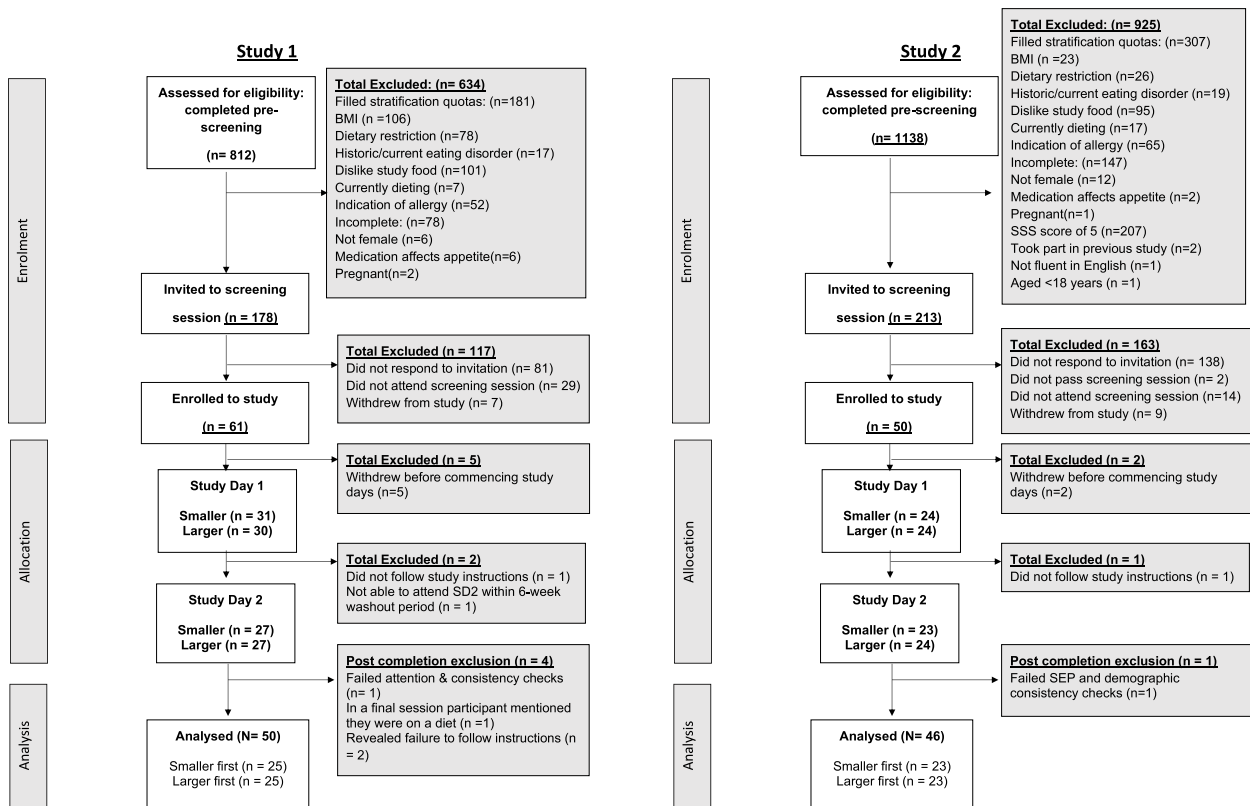 Study 1
Enrolment
Assessed for eligibility:
completed pre-
screening
(n= 812)
Total Excluded: (n= 634)
Filled stratification quotas: (n=181)
BMI (n =106)
Dietary restriction (n=78)
Historic/current eating disorder (n=17)
Dislike study food (n=101)
Currently dieting (n=7)
Indication of allergy (n=52)
Incomplete: (n=78)
Not female (n=6)
Medication affects appetite(n=6)
Pregnant(n=2)
Invited to screening
session (n = 178)
Total Excluded (n = 117)
Did not respond to invitation (n= 81)
Did not attend screening session (n= 29)
Withdrew from study (n= 7)
Enrolled to study
(n= 61)
Allocation
Total Excluded (n = 5)
Withdrew before commencing study
days (n=5)
Study Day 1
Smaller (n = 31)
Larger (n = 30)
Total Excluded (n = 2)
Did not follow study instructions (n = 1)
Not able to attend SD2 within 6-week
washout period (n = 1)
Study Day 2
Smaller (n = 27)
Larger (n = 27)
Post completion exclusion (n = 4)
Failed attention & consistency checks
(n= 1)
In a final session participant mentioned
they were on a diet (n =1)
Revealed failure to follow instructions (n
= 2)
Analysis
Analysed (N= 50)
Smaller first (n = 25)
Larger first (n = 25)
Study 2
Enrolment
Assessed for eligibility:
completed pre-screening
(n= 1138)
Total Excluded: (n= 925)
Filled stratification quotas: (n=307)
BMI (n =23)
Dietary restriction (n=26)
Historic/current eating disorder (n=19)
Dislike study food (n=95)
Currently dieting (n=17)
Indication of allergy (n=65)
Incomplete: (n=147)
Not female (n=12)
Medication affects appetite (n=2)
Pregnant(n=1)
SSS score of 5 (n=207)
Took part in previous study (n=2)
Not fluent in English (n=1)
Aged <18 years (n =1)
Invited to screening
session (n = 213)
Total Excluded (n = 163)
Did not respond to invitation (n= 138)
Did not pass screening session (n= 2)
Did not attend screening session (n=14)
Withdrew from study (n= 9)
Enrolled to study
(n= 50)
Allocation
Total Excluded (n = 2)
Withdrew before commencing study
days (n=2)
Study Day 1
Smaller (n = 24)
Larger (n = 24)
Total Excluded (n = 1)
Did not follow study instructions (n = 1)
Study Day 2
Smaller (n = 23)
Larger (n = 24)
Post completion exclusion (n = 1)
Failed SEP and demographic
consistency checks (n=1)
Analysis
Analysed (N= 46)
Smaller first (n = 23)
Larger first (n = 23)